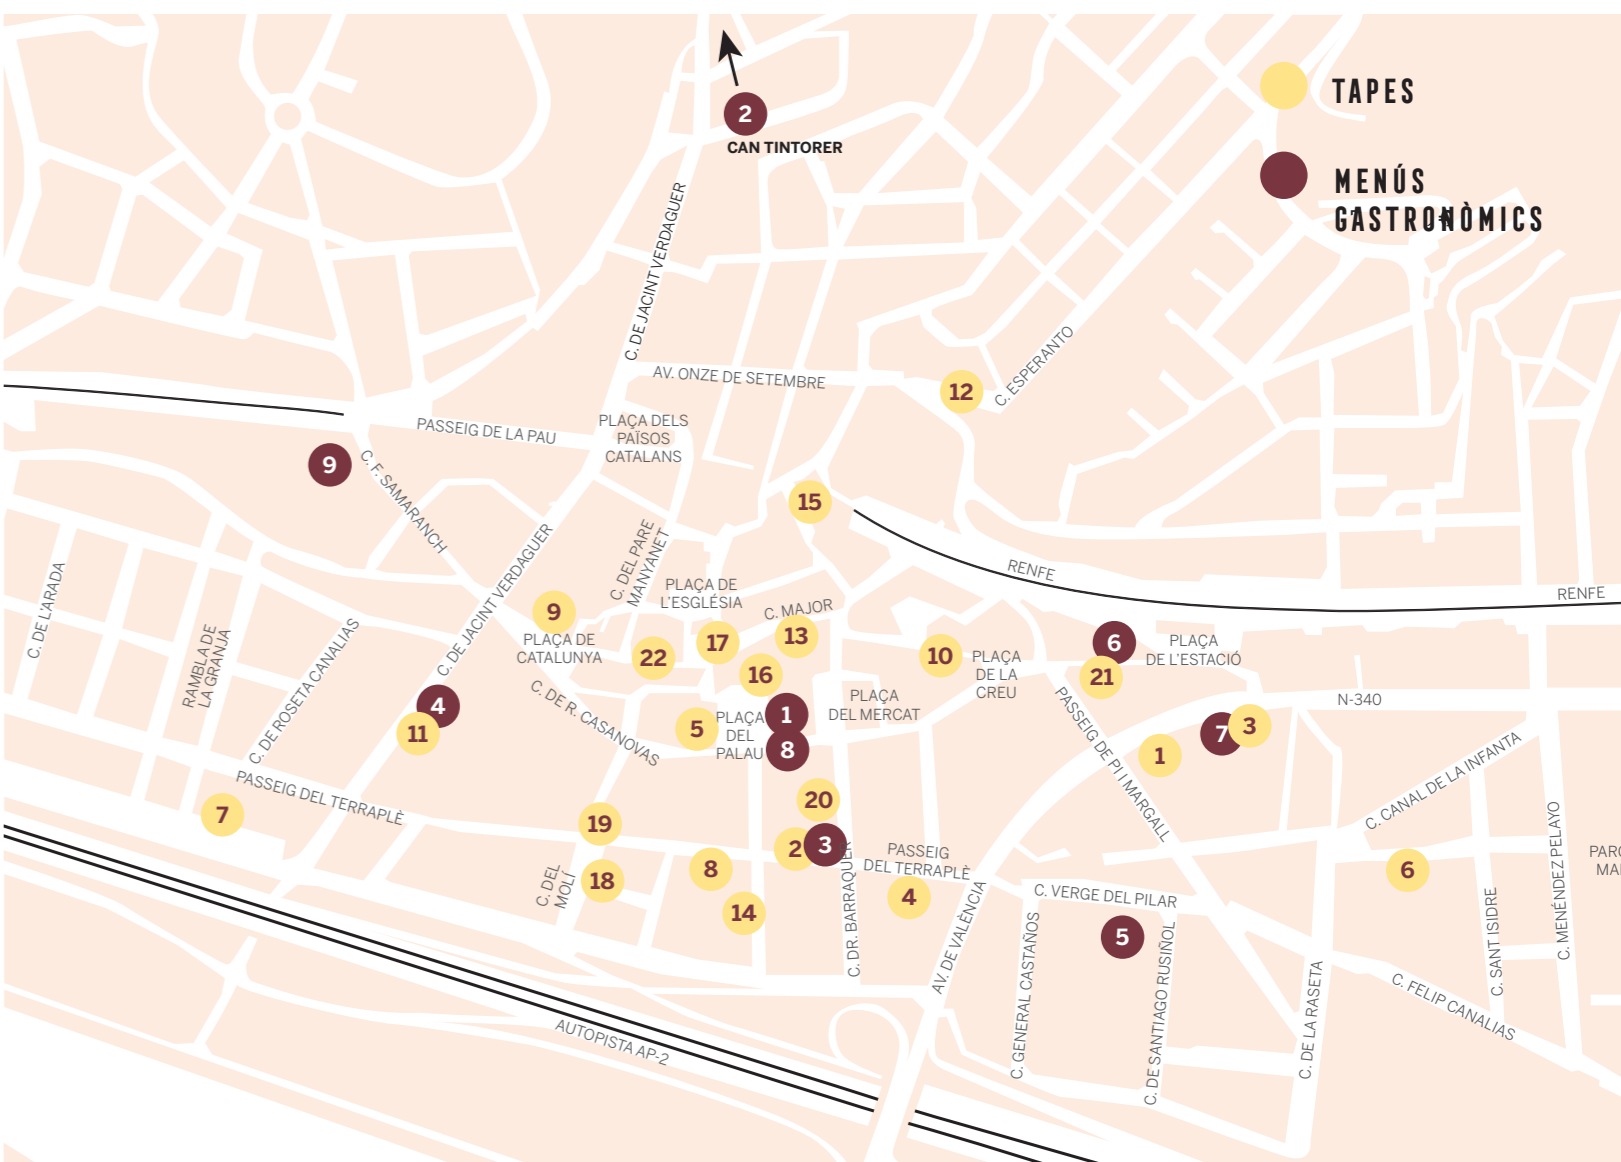 TAPES
MENÚS
GASTRONÒMICS
2
CAN TINTORER
C. DE JACINT VERDAGUER
AV. ONZE DE SETEMBRE
12
C. ESPERANTO
PASSEIG DE LA PAU
PLAÇA DELS
PAÏSOS
CATALANS
9
C. F. SAMARANCH
15
C. DE JACINT VERDAGUER
C. DEL PARE
MANYANET
RENFE
RENFE
C. DE L'ARADA
RAMBLA DE
LA GRANJA
C. DE ROSETA CANALIAS
PLAÇA DE
L'ESGLÉSIA
C. MAJOR
9
PLAÇA DE
CATALUNYA
22
17
13
16
10
PLAÇA
DE LA
CREU
6
21
PLAÇA
DE L'ESTACIÓ
N-340
4
11
C. DE R. CASANOVAS
5
PLAÇA
DEL
PALAU
1
8
PLAÇA
DEL MERCAT
PASSEIG DE PI I MARGALL
1
7
3
C. CANAL DE LA INFANTA
PASSEIG DEL TERRAPLÈ
7
19
20
2
3
8
18
C. DEL
MOLÍ
14
PASSEIG
DEL TERRAPLÈ
4
C. DR. BARRAQUER
AV. DE VALÈNCIA
C. VERGE DEL PILAR
5
C. GENERAL CASTAÑOS
C. DE SANTIAGO RUSIÑOL
6
C. DE LA RASETA
C. SANT ISIDRE
C. MENÉNDEZ PELAYO
PARC
MA
C. FELIP CANALIAS
AUTOPISTA AP-2